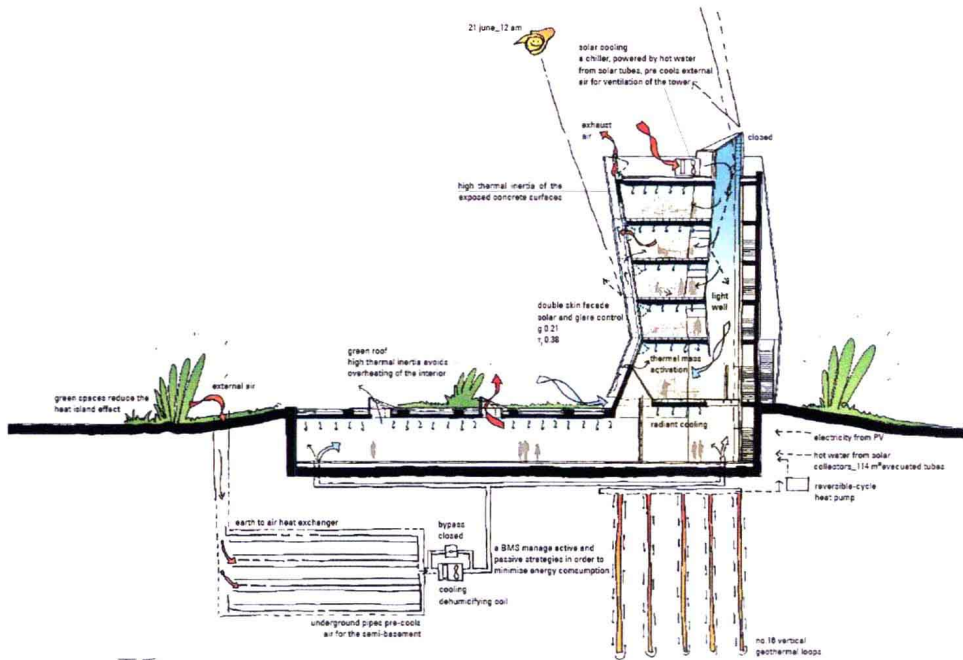 21 june_12 am
solar cooling
a chiller, powered by hot water
from solar tubes, pre cools external
air for ventilation of the tower
exhaust
air
closed
high thermal inertia of the
exposed concrete surfaces
double skin facade
solar and glare control
g 0.21
τ, 0.38
light
well
green roof
high thermal inertia avoids
overheating of the interior
thermal mass
activation
external air
green spaces reduce the
heat island effect
radiant cooling
electricity from PV
hot water from solar
collectors_114 m² evacuated tubes
reversible-cycle
heat pump
earth to air heat exchanger
bypass
closed
a BMS manage active and
passive strategies in order to
minimise energy comsumption
cooling
dehumicifying coil
underground pipes pre-cools
air for the semi-basement
no.16 vertical
geothermal loops